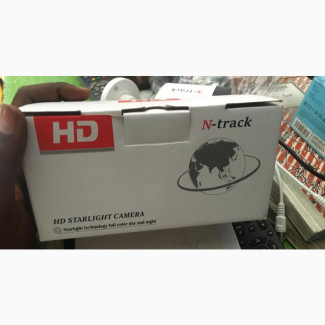 HD
N-track
HD STARLIGHT CAMERA
Starlight technology full color day and night